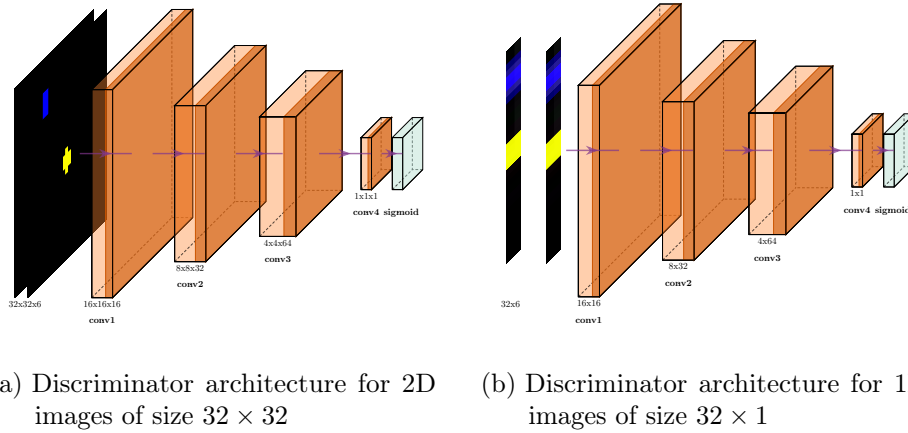 32x32x6
16x16x16
conv1
8x8x32
conv2
4x4x64
conv3
1x1x1
conv4 sigmoid
a) Discriminator architecture for 2D
images of size 32 × 32
32x6
16x16
conv1
8x32
conv2
4x64
conv3
1x1
conv4 sigmoid
(b) Discriminator architecture for 1
images of size 32 × 1